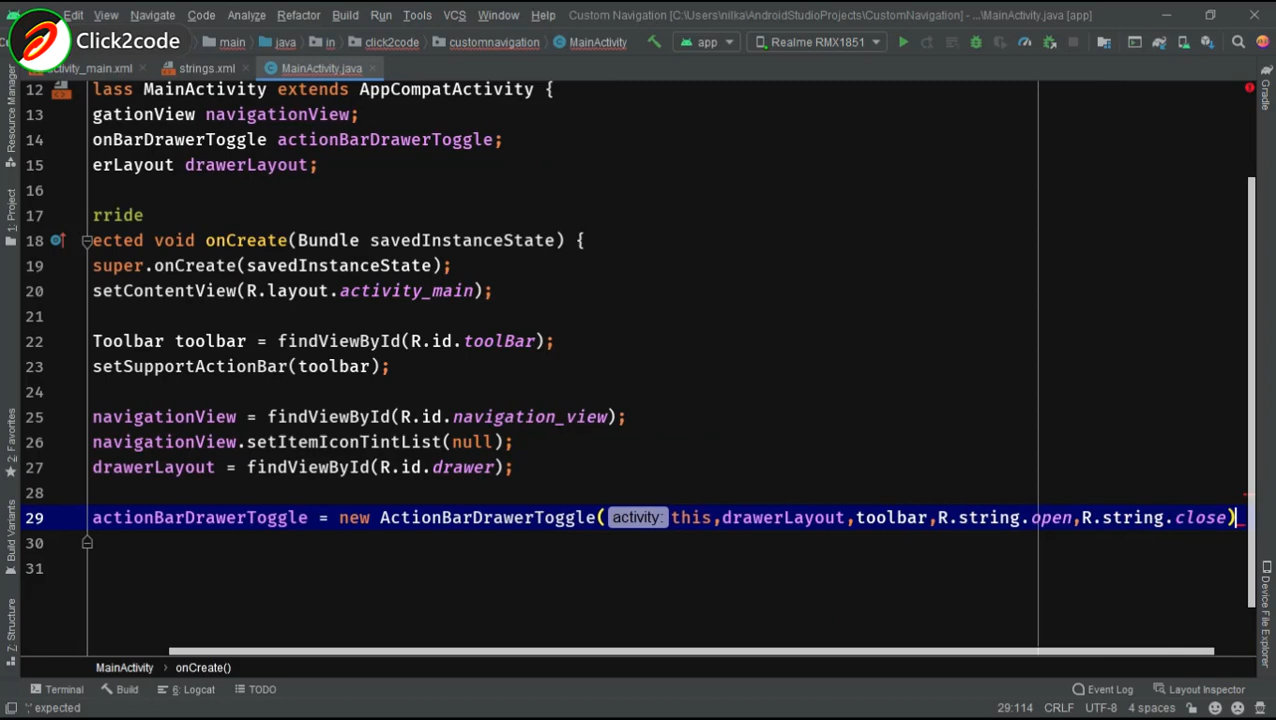 Edit View Navigate Code Analyze Refactor Build Run Tools VCS Window Help Custom Navigation [C:\Users\nilka\AndroidStudioProjects\CustomNavigation] - ...\MainActivity.java [app]
Click2code main java in click2code customnavigation MainActivity app Realme RMX1851
activity_main.xml strings.xml MainActivity.java
12 lass MainActivity extends AppCompatActivity {
13 gationView navigationView;
14 onBarDrawerToggle actionBarDrawerToggle;
15 erLayout drawerLayout;
16
17 rride
18 ected void onCreate(Bundle savedInstanceState) {
19 super.onCreate(savedInstanceState);
20 setContentView(R.layout.activity_main);
21
22 Toolbar toolbar = findViewById(R.id.toolBar);
23 setSupportActionBar(toolbar);
24
25 navigationView = findViewById(R.id.navigation_view);
26 navigationView.setItemIconTintList(null);
27 drawerLayout = findViewById(R.id.drawer);
28
29 actionBarDrawerToggle = new ActionBarDrawerToggle( activity: this,drawerLayout,toolbar,R.string.open,R.string.close)
30
31
MainActivity onCreate()
Terminal Build 6: Logcat TODO Event Log Layout Inspector
';' expected 29:114 CRLF UTF-8 4 spaces
Resource Manager
1: Project
2: Favorites
Build Variants
7: Structure
Gradle
Device File Explorer